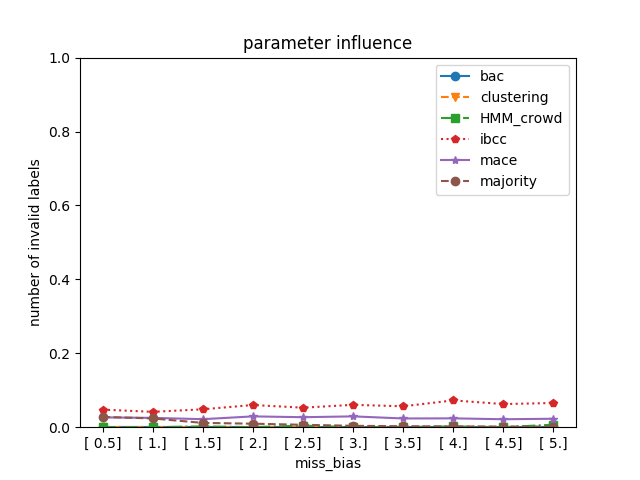 parameter influence
1.0
0.8
0.6
0.4
0.2
0.0
number of invalid labels
bac
clustering
HMM_crowd
ibcc
mace
majority
[ 0.5] [ 1.] [ 1.5] [ 2.] [ 2.5] [ 3.] [ 3.5] [ 4.] [ 4.5] [ 5.]
miss_bias